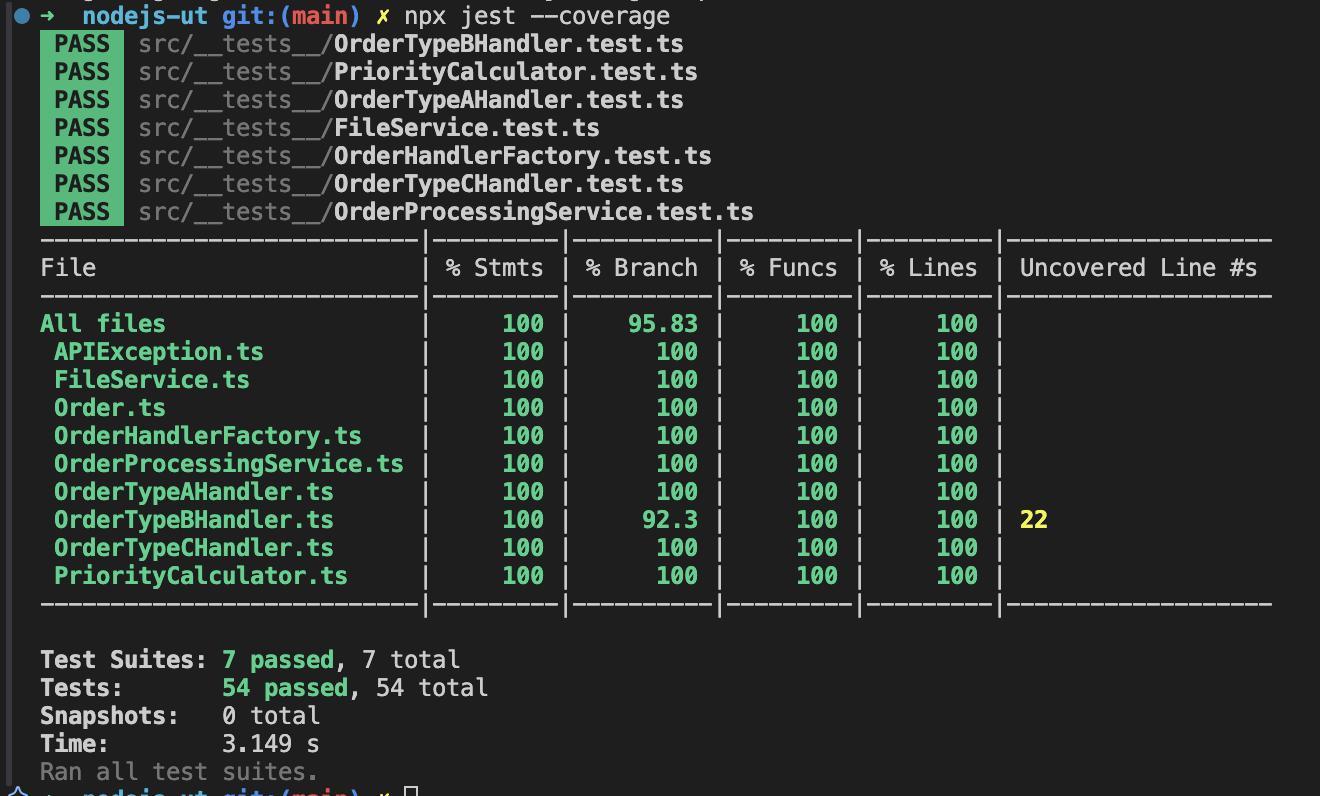 ➜  nodejs-ut git:(main) ✗ npx jest --coverage
PASS  src/__tests__/OrderTypeBHandler.test.ts
PASS  src/__tests__/PriorityCalculator.test.ts
PASS  src/__tests__/OrderTypeAHandler.test.ts
PASS  src/__tests__/FileService.test.ts
PASS  src/__tests__/OrderHandlerFactory.test.ts
PASS  src/__tests__/OrderTypeCHandler.test.ts
PASS  src/__tests__/OrderProcessingService.test.ts
---------------------------|---------|----------|---------|---------|-------------------
File                       | % Stmts | % Branch | % Funcs | % Lines | Uncovered Line #s
---------------------------|---------|----------|---------|---------|-------------------
All files                  |     100 |    95.83 |     100 |     100 |
 APIException.ts           |     100 |      100 |     100 |     100 |
 FileService.ts            |     100 |      100 |     100 |     100 |
 Order.ts                  |     100 |      100 |     100 |     100 |
 OrderHandlerFactory.ts    |     100 |      100 |     100 |     100 |
 OrderProcessingService.ts |     100 |      100 |     100 |     100 |
 OrderTypeAHandler.ts      |     100 |      100 |     100 |     100 |
 OrderTypeBHandler.ts      |     100 |     92.3 |     100 |     100 | 22
 OrderTypeCHandler.ts      |     100 |      100 |     100 |     100 |
 PriorityCalculator.ts     |     100 |      100 |     100 |     100 |
---------------------------|---------|----------|---------|---------|-------------------
Test Suites: 7 passed, 7 total
Tests:       54 passed, 54 total
Snapshots:   0 total
Time:        3.149 s
Ran all test suites.
➜  nodejs-ut git:(main) ✗